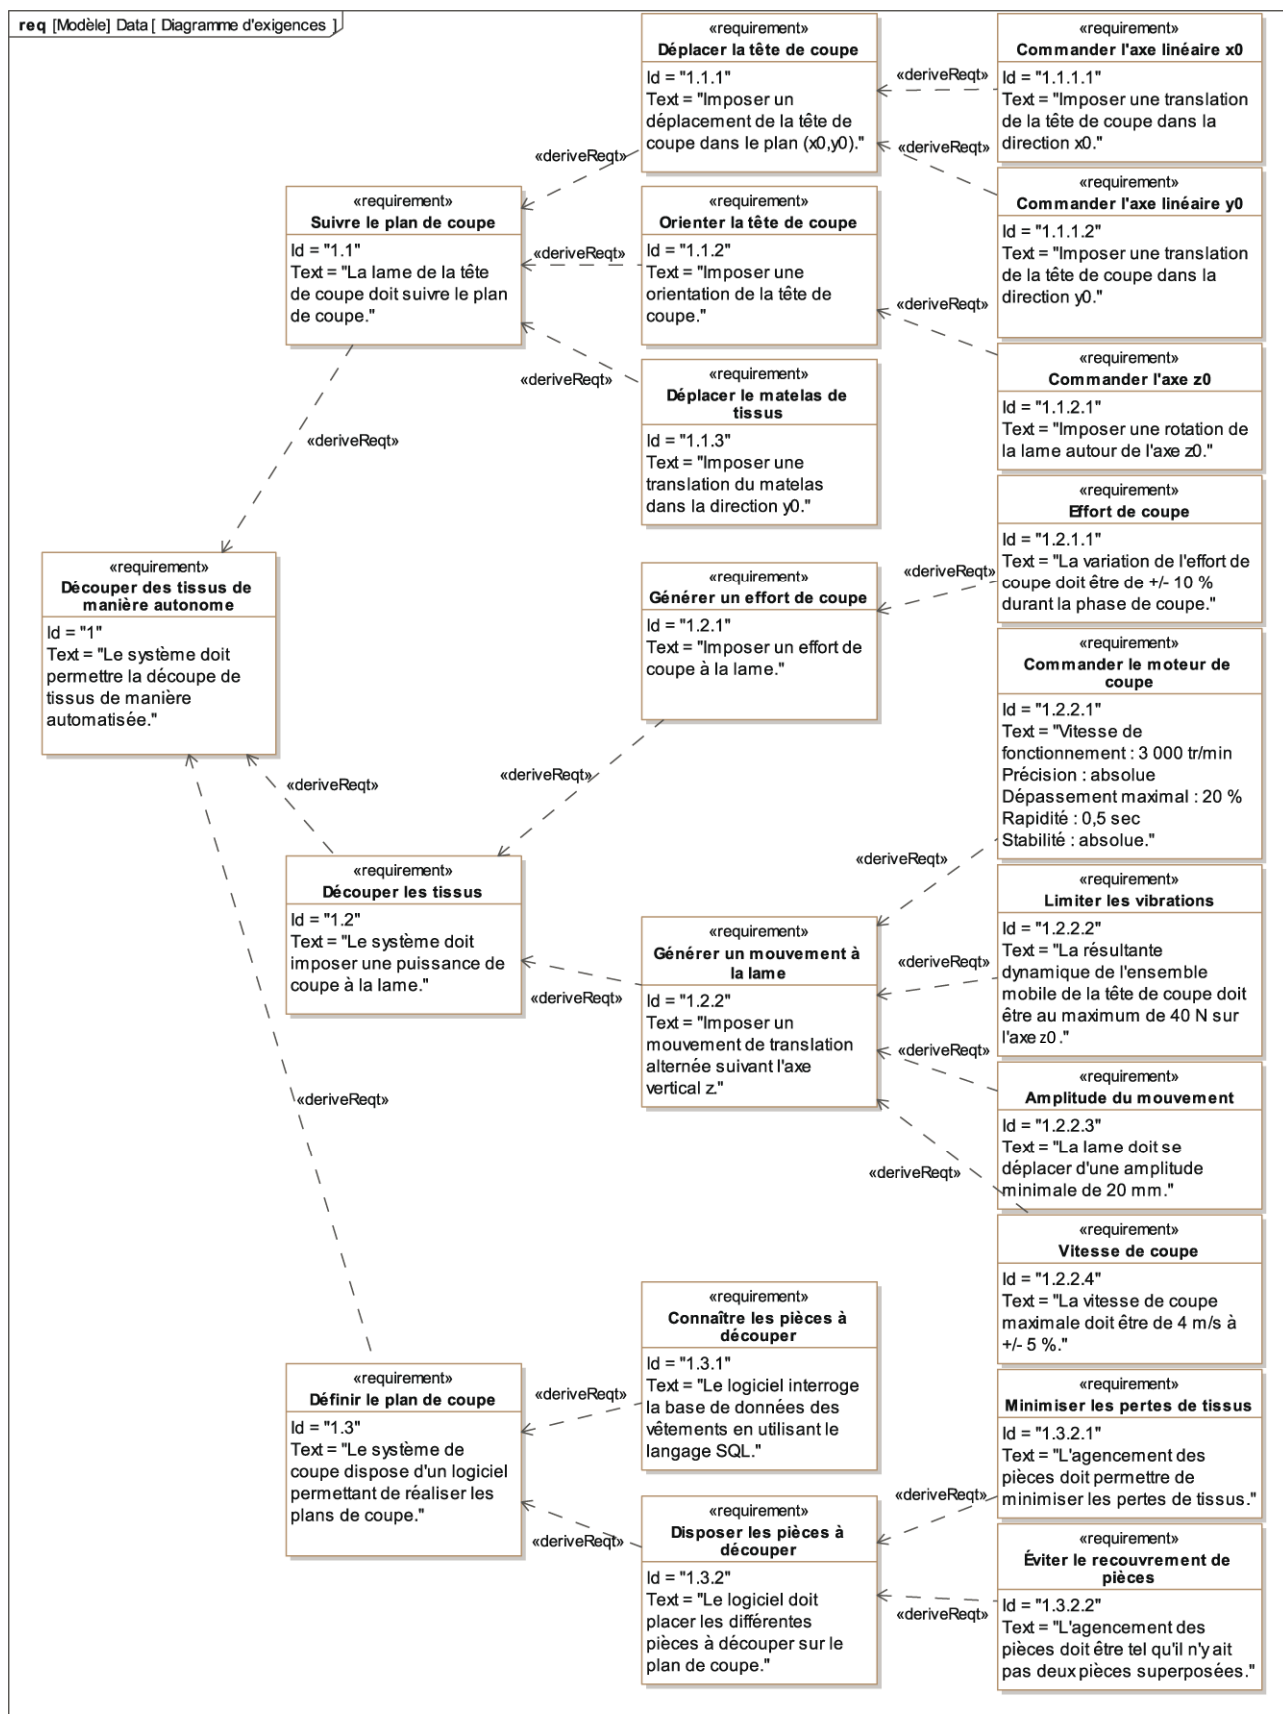 req [Modèle] Data [ Diagramme d'exigences ]
«requirement»
Déplacer la tête de coupe
Id = "1.1.1"
Text = "Imposer un
déplacement de la tête de
coupe dans le plan (x0,y0)."
«deriveReqt»
«requirement»
Commander l'axe linéaire x0
Id = "1.1.1.1"
Text = "Imposer une translation
de la tête de coupe dans la
direction x0."
«deriveReqt»
«deriveReqt»
«requirement»
Commander l'axe linéaire y0
Id = "1.1.1.2"
Text = "Imposer une translation
de la tête de coupe dans la
direction y0."
«requirement»
Suivre le plan de coupe
Id = "1.1"
Text = "La lame de la tête
de coupe doit suivre le plan
de coupe."
«deriveReqt»
«requirement»
Orienter la tête de coupe
Id = "1.1.2"
Text = "Imposer une
orientation de la tête de
coupe."
«deriveReqt»
«requirement»
Commander l'axe z0
Id = "1.1.2.1"
Text = "Imposer une rotation de
la lame autour de l'axe z0."
«deriveReqt»
«requirement»
Déplacer le matelas de
tissus
Id = "1.1.3"
Text = "Imposer une
translation du matelas
dans la direction y0."
«deriveReqt»
«requirement»
Effort de coupe
Id = "1.2.1.1"
Text = "La variation de l'effort de
coupe doit être de +/- 10 %
durant la phase de coupe."
«requirement»
Découper des tissus de
manière autonome
Id = "1"
Text = "Le système doit
permettre la découpe de
tissus de manière
automatisée."
«requirement»
Générer un effort de coupe
Id = "1.2.1"
Text = "Imposer un effort de
coupe à la lame."
«deriveReqt»
«requirement»
Commander le moteur de
coupe
Id = "1.2.2.1"
Text = "Vitesse de
fonctionnement : 3 000 tr/min
Précision : absolue
Dépassement maximal : 20 %
Rapidité : 0,5 sec
Stabilité : absolue."
«deriveReqt»
«deriveReqt»
«deriveReqt»
«requirement»
Découper les tissus
Id = "1.2"
Text = "Le système doit
imposer une puissance de
coupe à la lame."
«deriveReqt»
«requirement»
Générer un mouvement à
la lame
Id = "1.2.2"
Text = "Imposer un
mouvement de translation
alternée suivant l'axe
vertical z."
«deriveReqt»
«requirement»
Limiter les vibrations
Id = "1.2.2.2"
Text = "La résultante
dynamique de l'ensemble
mobile de la tête de coupe doit
être au maximum de 40 N sur
l'axe z0."
«deriveReqt»
«requirement»
Amplitude du mouvement
Id = "1.2.2.3"
Text = "La lame doit se
déplacer d'une amplitude
minimale de 20 mm."
«deriveReqt»
«deriveReqt»
«requirement»
Vitesse de coupe
Id = "1.2.2.4"
Text = "La vitesse de coupe
maximale doit être de 4 m/s à
+/- 5 %."
«requirement»
Connaître les pièces à
découper
Id = "1.3.1"
Text = "Le logiciel interroge
la base de données des
vêtements en utilisant le
langage SQL."
«requirement»
Définir le plan de coupe
Id = "1.3"
Text = "Le système de
coupe dispose d'un logiciel
permettant de réaliser les
plans de coupe."
«deriveReqt»
«requirement»
Minimiser les pertes de tissus
Id = "1.3.2.1"
Text = "L'agencement des
pièces doit permettre de
minimiser les pertes de tissus."
«deriveReqt»
«deriveReqt»
«requirement»
Disposer les pièces à
découper
Id = "1.3.2"
Text = "Le logiciel doit
placer les différentes
pièces à découper sur le
plan de coupe."
«requirement»
Éviter le recouvrement de
pièces
Id = "1.3.2.2"
Text = "L'agencement des
pièces doit être tel qu'il n'y ait
pas deux pièces superposées."
«deriveReqt»